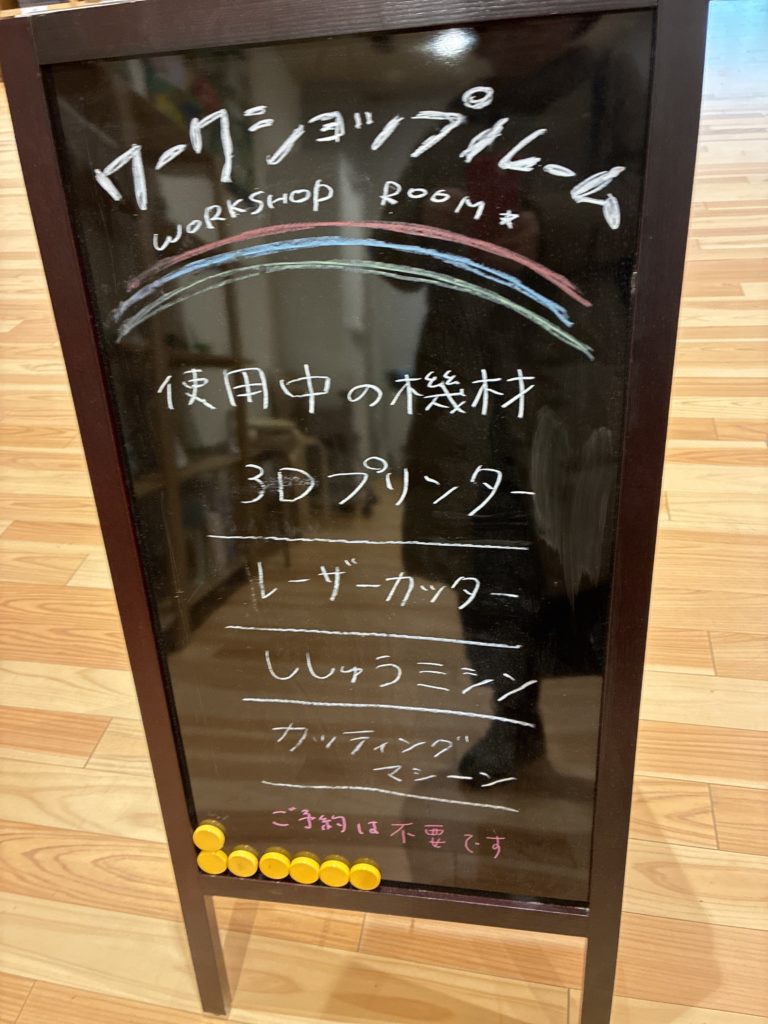 ワークショップルーム
WORKSHOP ROOM
使用中の機材
3Dプリンター
レーザーカッター
ししゅうミシン
カッティング
マシーン
ご予約は不要です